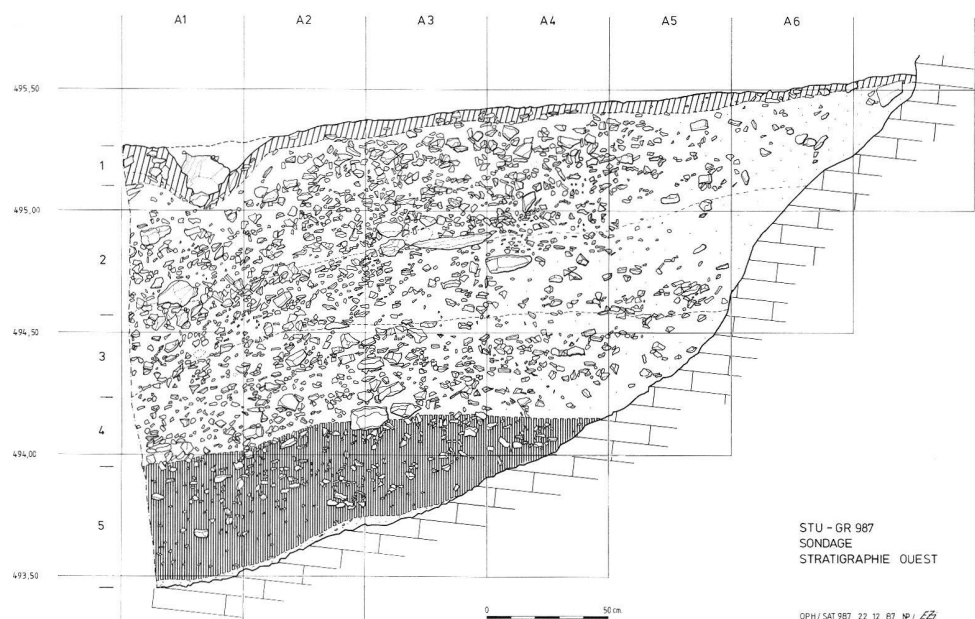 A1 A2 A3 A4 A5 A6
495,50
1
495,00
2
494,50
3
4
494,00
5
493,50
STU - GR 987
SONDAGE
STRATIGRAPHIE OUEST
0 50 cm.
OPH / SAT 987 22 12 87 NP /